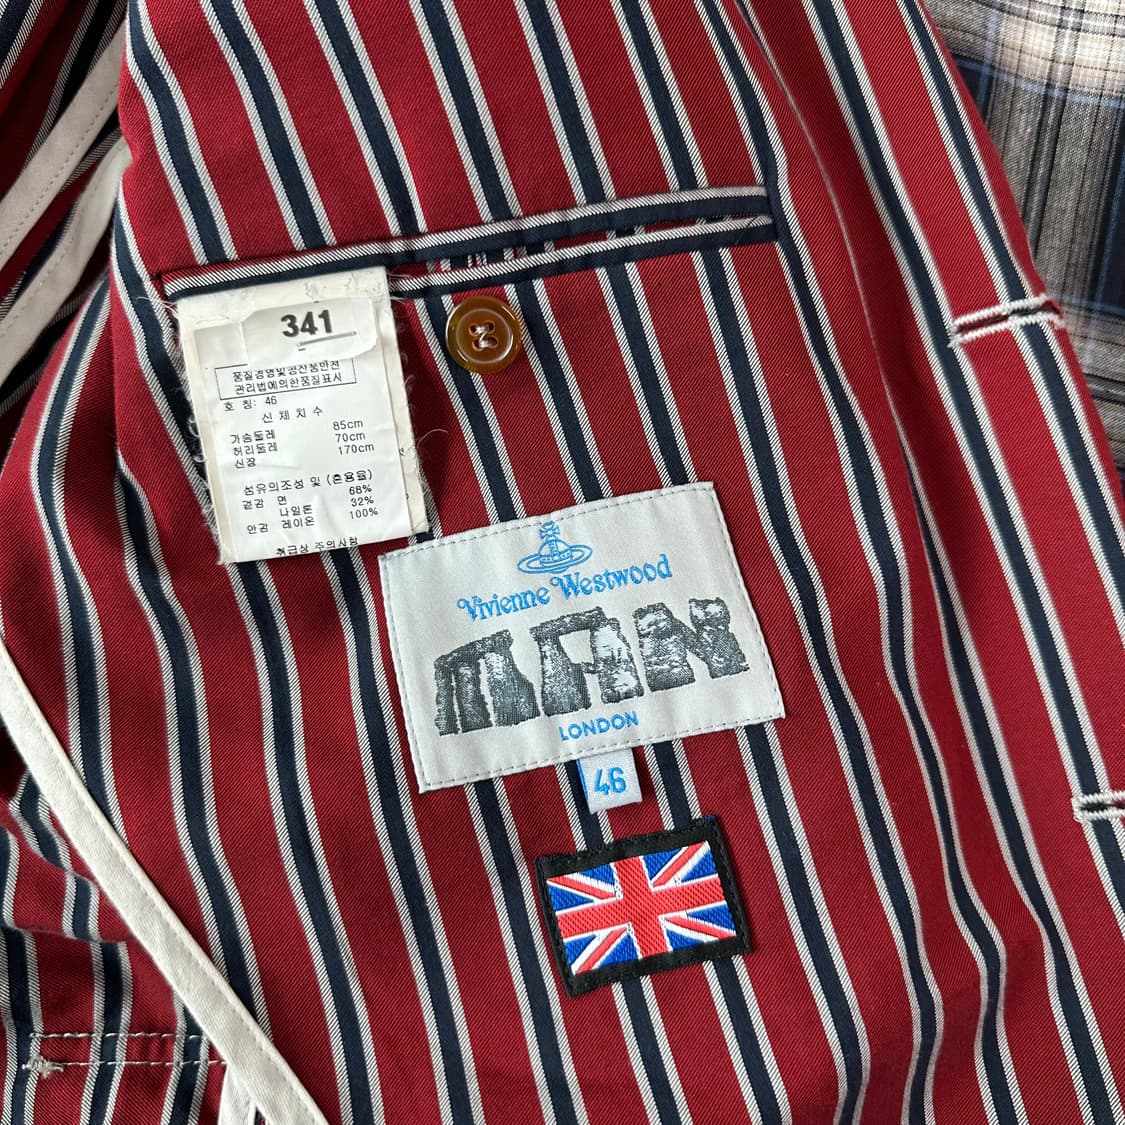 341
품질경영및공산품안전
관리법에의한품질표시
호 칭: 46
신 체 치 수
가슴둘레 85cm
허리둘레 70cm
신장 170cm
섬유의조성 및 (혼용율)
겉감 면 68%
나일론 32%
안감 레이온 100%
취급상 주의사항
Vivienne Westwood
MAN
LONDON
46